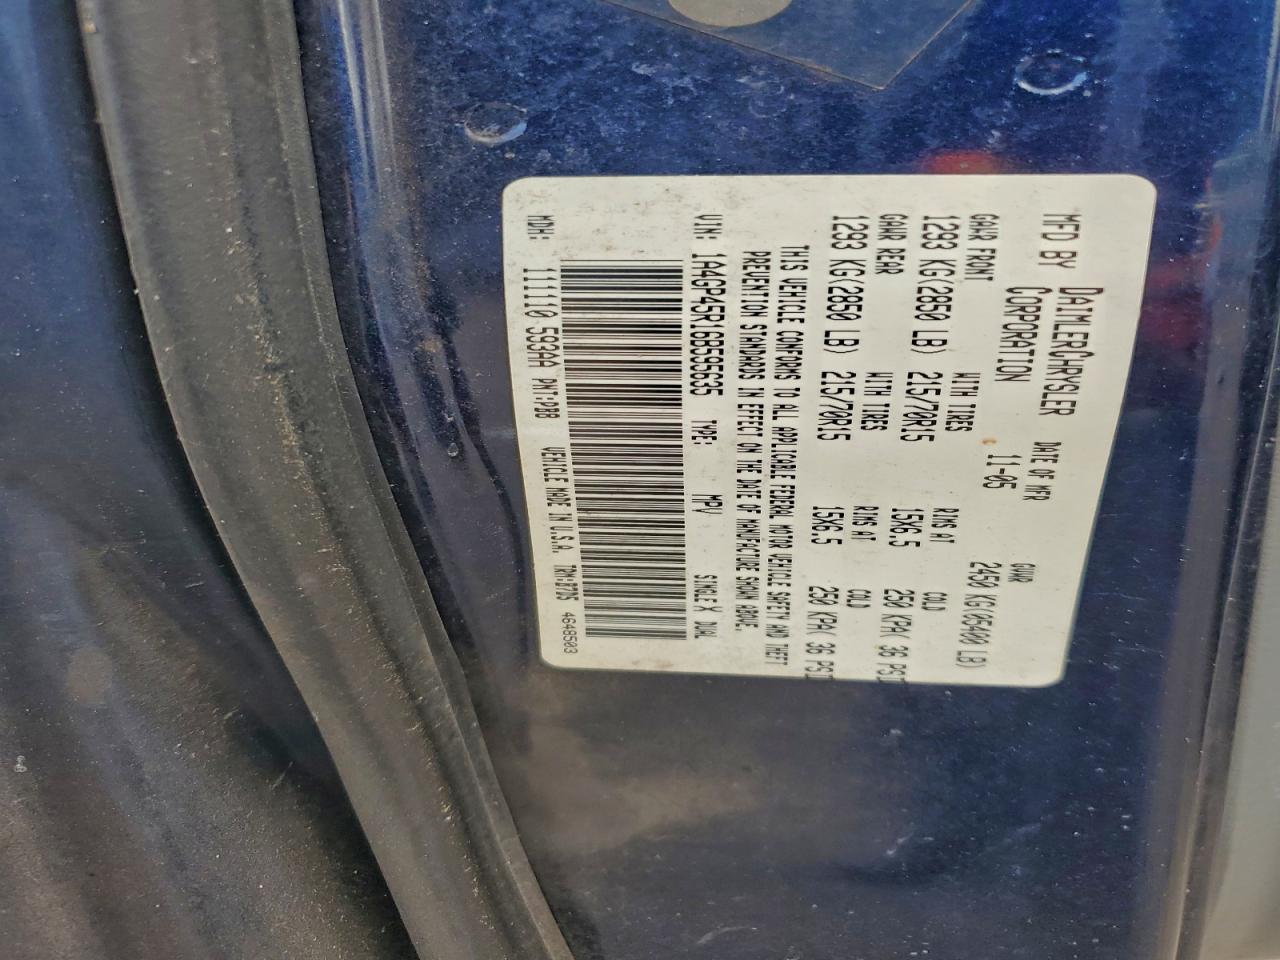 MFD BY DAIMLERCHRYSLER CORPORATION
DATE OF MFR 11-05
GVWR 2450 KG(05400 LB)
GAWR FRONT WITH TIRES RIMS AT COLD
1293 KG(2850 LB) 215/70R15 15X6.5 250 KPA( 36 PSI)
GAWR REAR WITH TIRES RIMS AT COLD
1293 KG(2850 LB) 215/70R15 15X6.5 250 KPA( 36 PSI)
THIS VEHICLE CONFORMS TO ALL APPLICABLE FEDERAL MOTOR VEHICLE SAFETY AND THEFT
PREVENTION STANDARDS IN EFFECT ON THE DATE OF MANUFACTURE SHOWN ABOVE.
VIN: 1A4GP45R18595635 TYPE: MPV SINGLE X DUAL
MDH: 111110 593AA PNT:PBB VEHICLE MADE IN U.S.A. TRM:B7D5 4648503